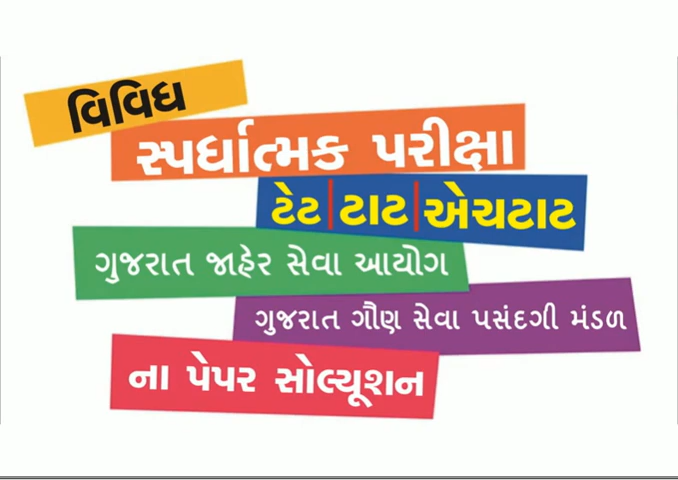 વિવિધ
સ્પર્ધાત્મક પરીક્ષા
ટેટ|ટાટ|એચટાટ
ગુજરાત જાહેર સેવા આયોગ
ગુજરાત ગૌણ સેવા પસંદગી મંડળ
ના પેપર સોલ્યૂશન